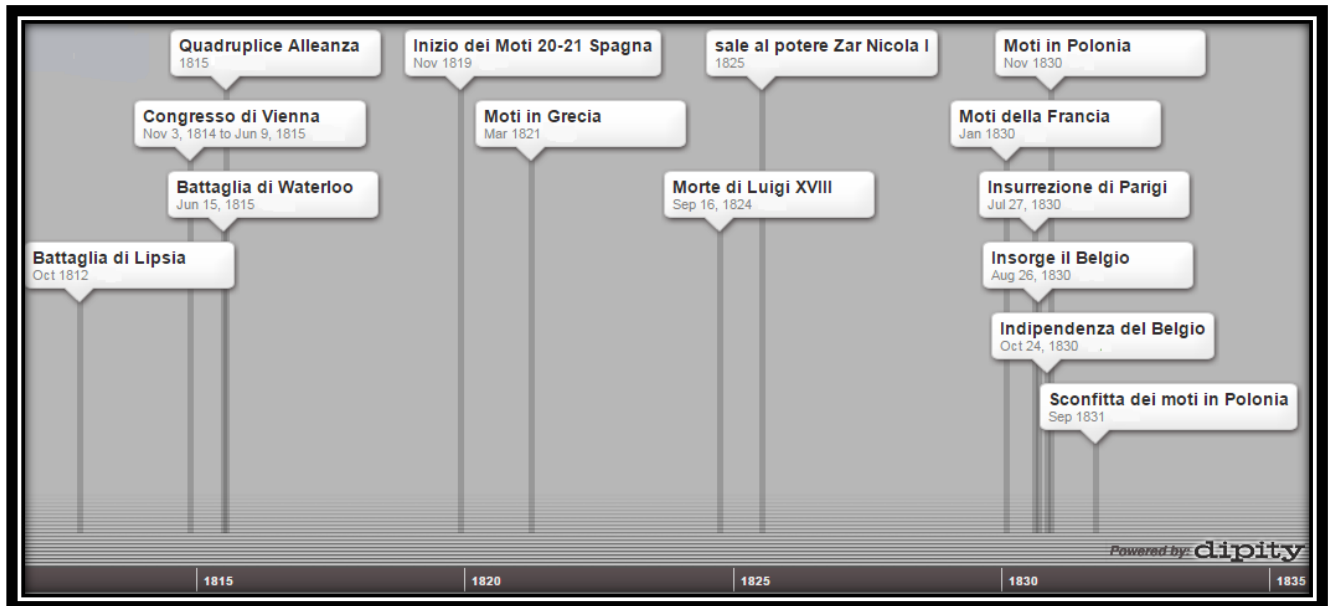 Quadruplice Alleanza
1815
Inizio dei Moti 20-21 Spagna
Nov 1819
sale al potere Zar Nicola I
1825
Moti in Polonia
Nov 1830
Congresso di Vienna
Nov 3, 1814 to Jun 9, 1815
Moti in Grecia
Mar 1821
Moti della Francia
Jan 1830
Battaglia di Waterloo
Jun 15, 1815
Morte di Luigi XVIII
Sep 16, 1824
Insurrezione di Parigi
Jul 27, 1830
Battaglia di Lipsia
Oct 1812
Insorge il Belgio
Aug 26, 1830
Indipendenza del Belgio
Oct 24, 1830
Sconfitta dei moti in Polonia
Sep 1831
Powered by: dipity
1815
1820
1825
1830
1835